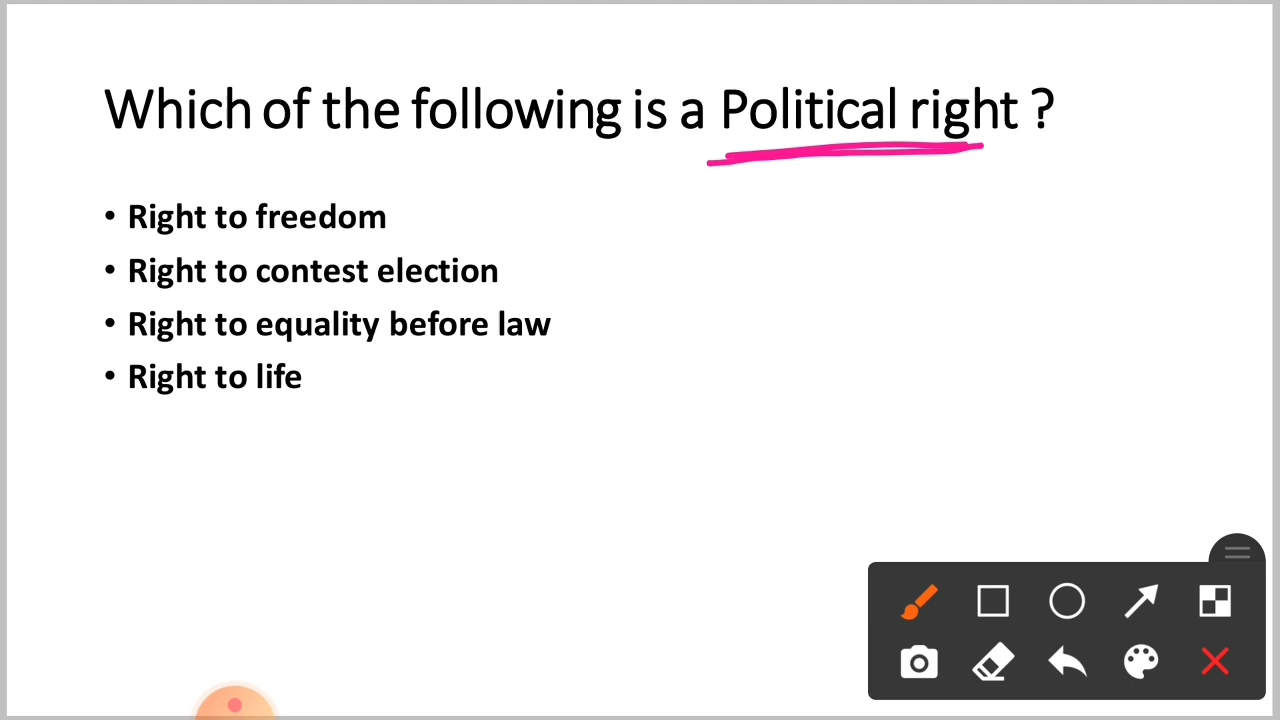 Which of the following is a Political right ?
• Right to freedom
• Right to contest election
• Right to equality before law
• Right to life